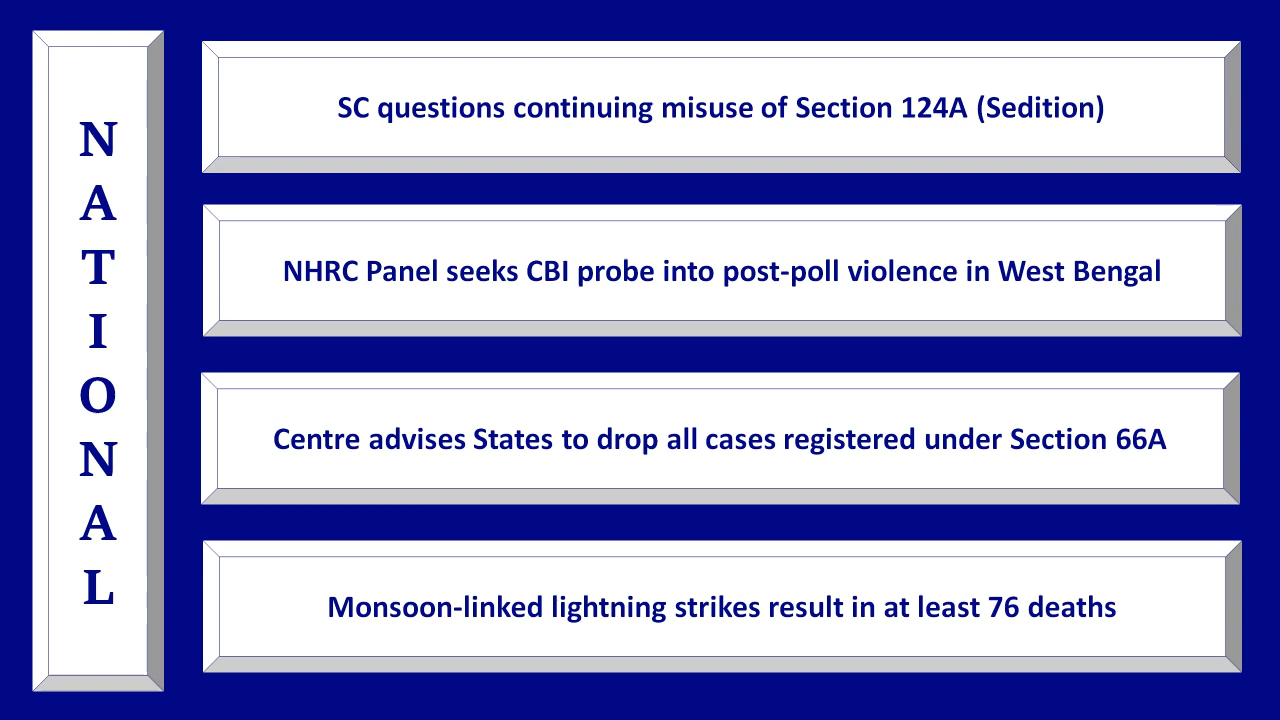 NATIONAL
SC questions continuing misuse of Section 124A (Sedition)
NHRC Panel seeks CBI probe into post-poll violence in West Bengal
Centre advises States to drop all cases registered under Section 66A
Monsoon-linked lightning strikes result in at least 76 deaths